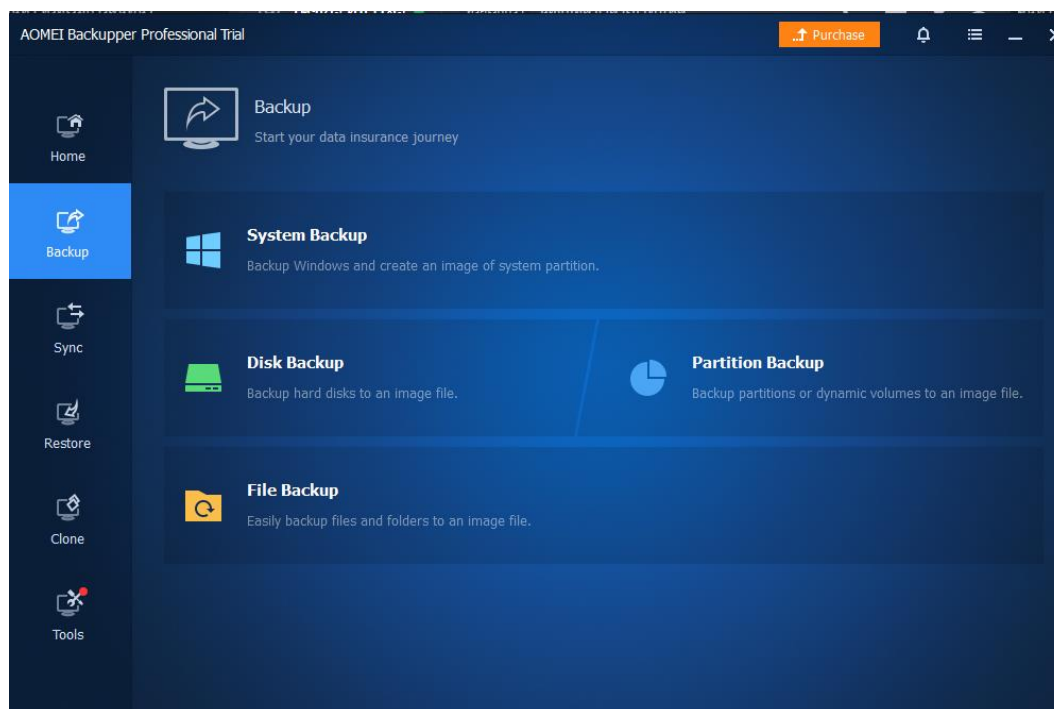 AOMEI Backupper Professional Trial
Purchase
Home
Backup
Sync
Restore
Clone
Tools
Backup
Start your data insurance journey
System Backup
Backup Windows and create an image of system partition.
Disk Backup
Backup hard disks to an image file.
Partition Backup
Backup partitions or dynamic volumes to an image file.
File Backup
Easily backup files and folders to an image file.